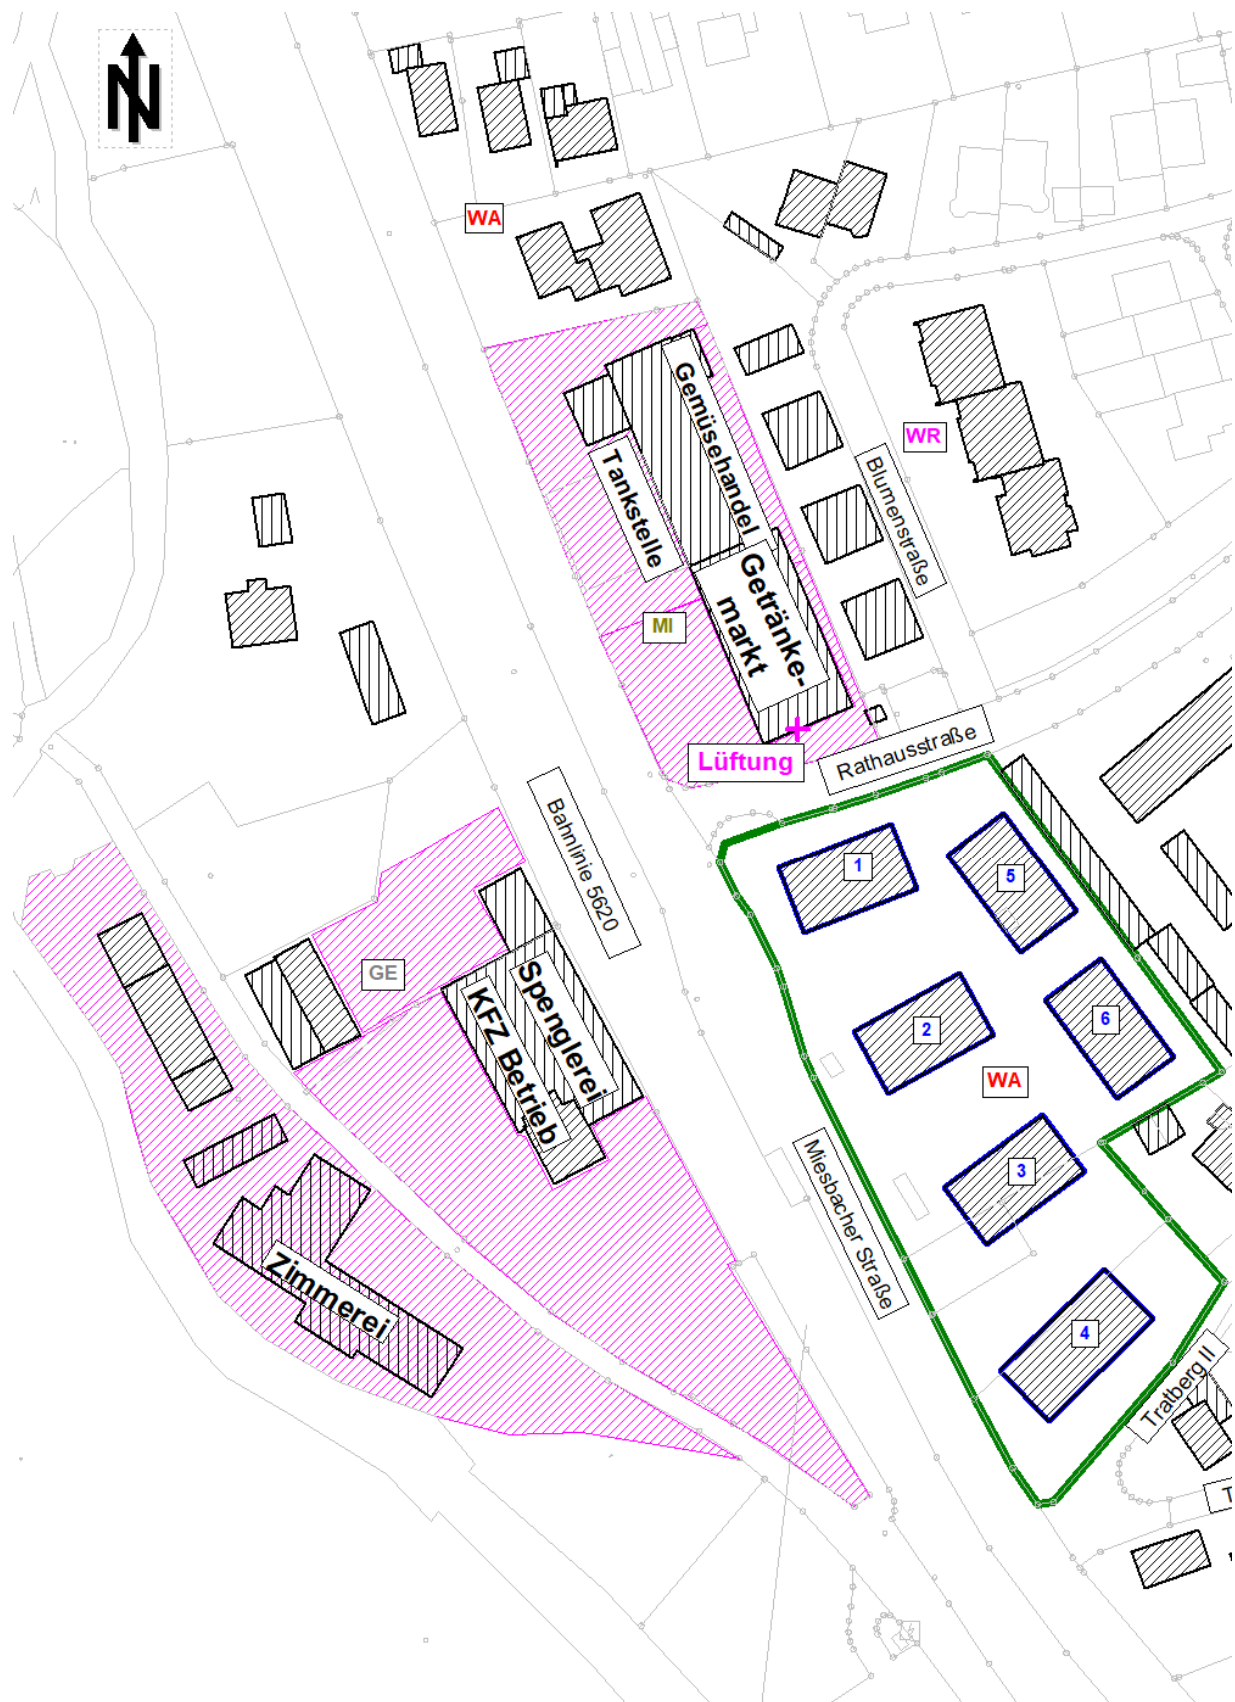 N
WA
WR
Gemüsehandel
Tankstelle
Blumenstraße
Getränke-
markt
MI
Lüftung
Rathausstraße
Bahnlinie 5620
1
5
GE
Spenglerei
KFZ Betrieb
2
6
WA
3
Miesbacher Straße
Zimmerei
4
Tratberg II
T